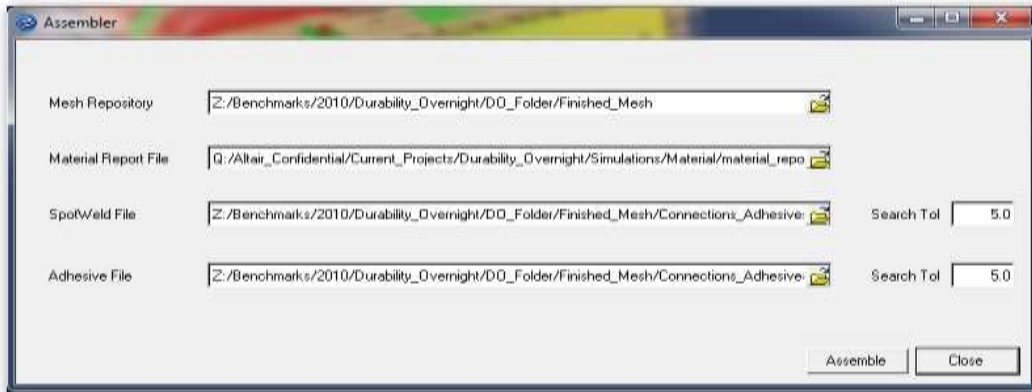 Assembler
Mesh Repository Z:/Benchmarks/2010/Durability_Overnight/DO_Folder/Finished_Mesh
Material Report File Q:/Altair_Confidential/Current_Projects/Durability_Overnight/Simulations/Material/material_repo
SpotWeld File Z:/Benchmarks/2010/Durability_Overnight/DO_Folder/Finished_Mesh/Connections_Adhesive: Search Tol 5.0
Adhesive File Z:/Benchmarks/2010/Durability_Overnight/DO_Folder/Finished_Mesh/Connections_Adhesive Search Tol 5.0
Assemble Close